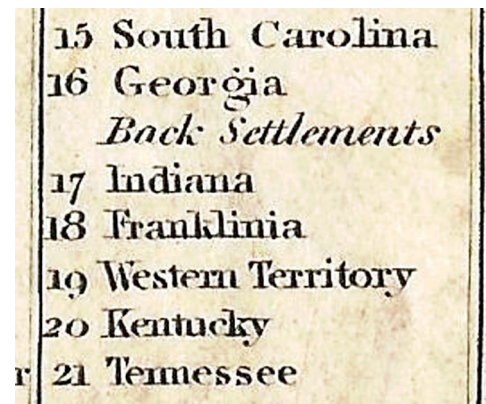 15 South Carolina
16 Georgia
Back Settlements
17 Indiana
18 Franklinia
19 Western Territory
20 Kentucky
r 21 Tennessee